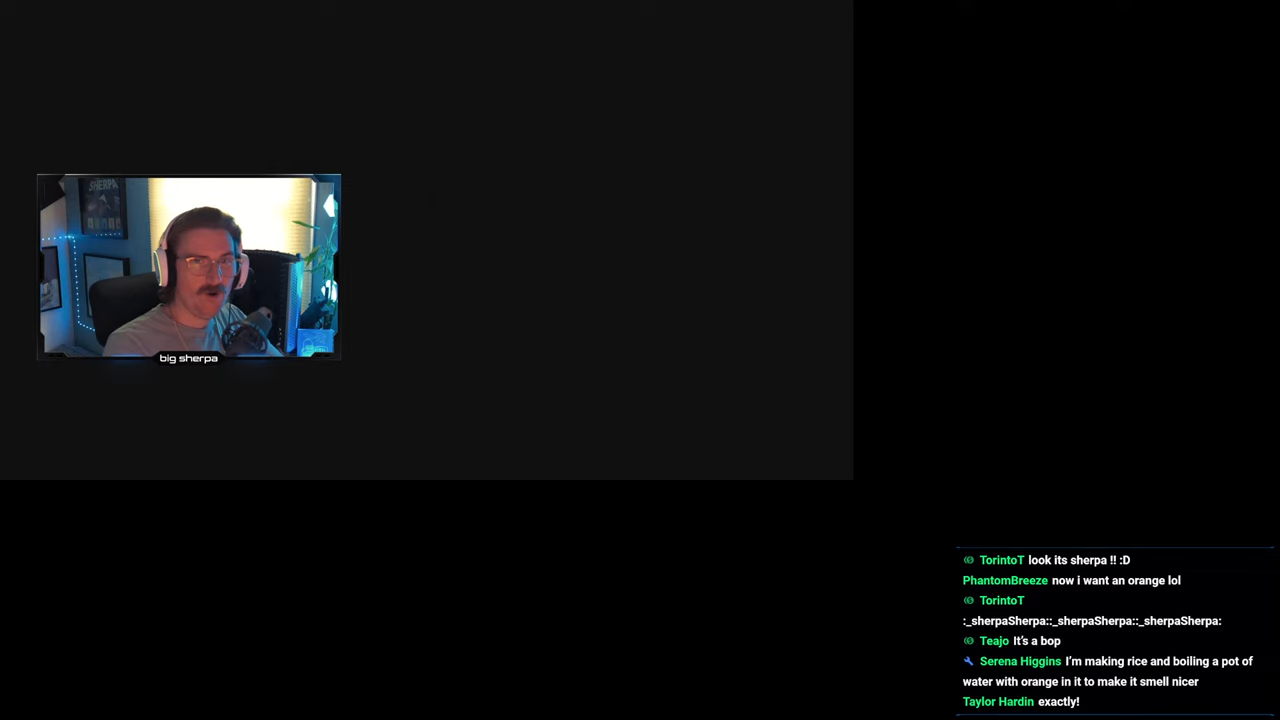 SHERPA
big sherpa
TorintoT look its sherpa !! :D
PhantomBreeze now i want an orange lol
TorintoT
:_sherpaSherpa::_sherpaSherpa::_sherpaSherpa:
Teajo It’s a bop
Serena Higgins I’m making rice and boiling a pot of
water with orange in it to make it smell nicer
Taylor Hardin exactly!